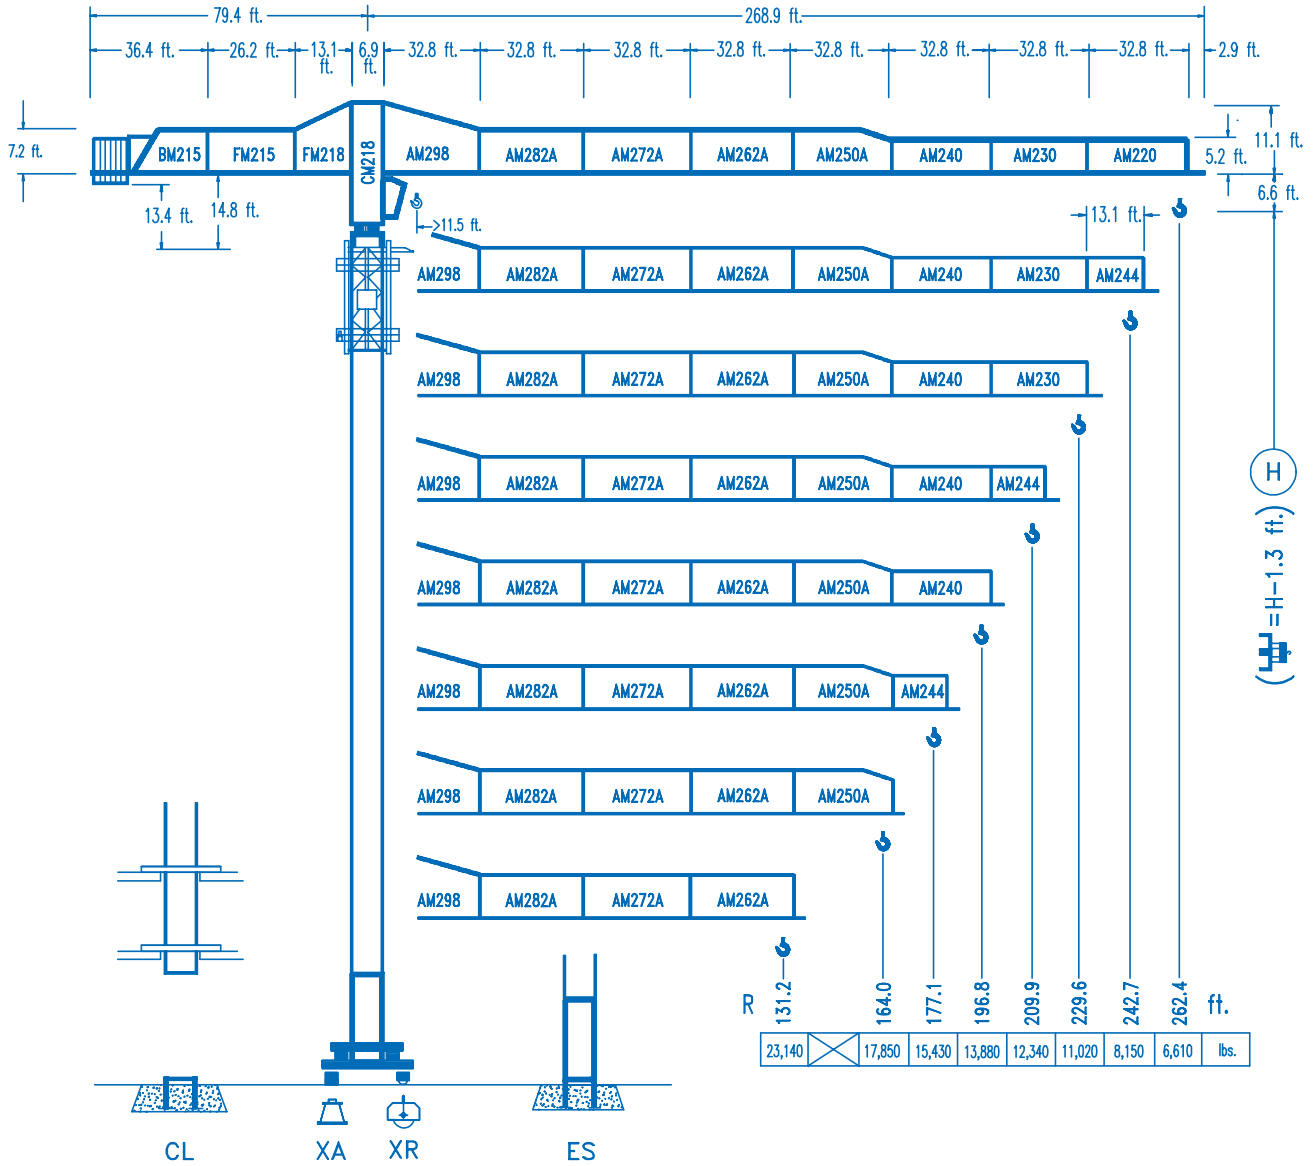 79.4 ft. 268.9 ft.
36.4 ft. 26.2 ft. 13.1 ft. 6.9 ft. 32.8 ft. 32.8 ft. 32.8 ft. 32.8 ft. 32.8 ft. 32.8 ft. 32.8 ft. 32.8 ft. 2.9 ft.
7.2 ft. BM215 FM215 FM218 CM218 AM298 AM282A AM272A AM262A AM250A AM240 AM230 AM220 5.2 ft. 11.1 ft.
6.6 ft.
13.4 ft. 14.8 ft. >11.5 ft. 13.1 ft.
AM298 AM282A AM272A AM262A AM250A AM240 AM230 AM244
AM298 AM282A AM272A AM262A AM250A AM240 AM230
AM298 AM282A AM272A AM262A AM250A AM240 AM244
H
( =H-1.3 ft.)
AM298 AM282A AM272A AM262A AM250A AM240
AM298 AM282A AM272A AM262A AM250A AM244
AM298 AM282A AM272A AM262A AM250A
AM298 AM282A AM272A AM262A
R 131.2 164.0 177.1 196.8 209.9 229.6 242.7 262.4 ft.
23,140 17,850 15,430 13,880 12,340 11,020 8,150 6,610 lbs.
CL XA XR ES